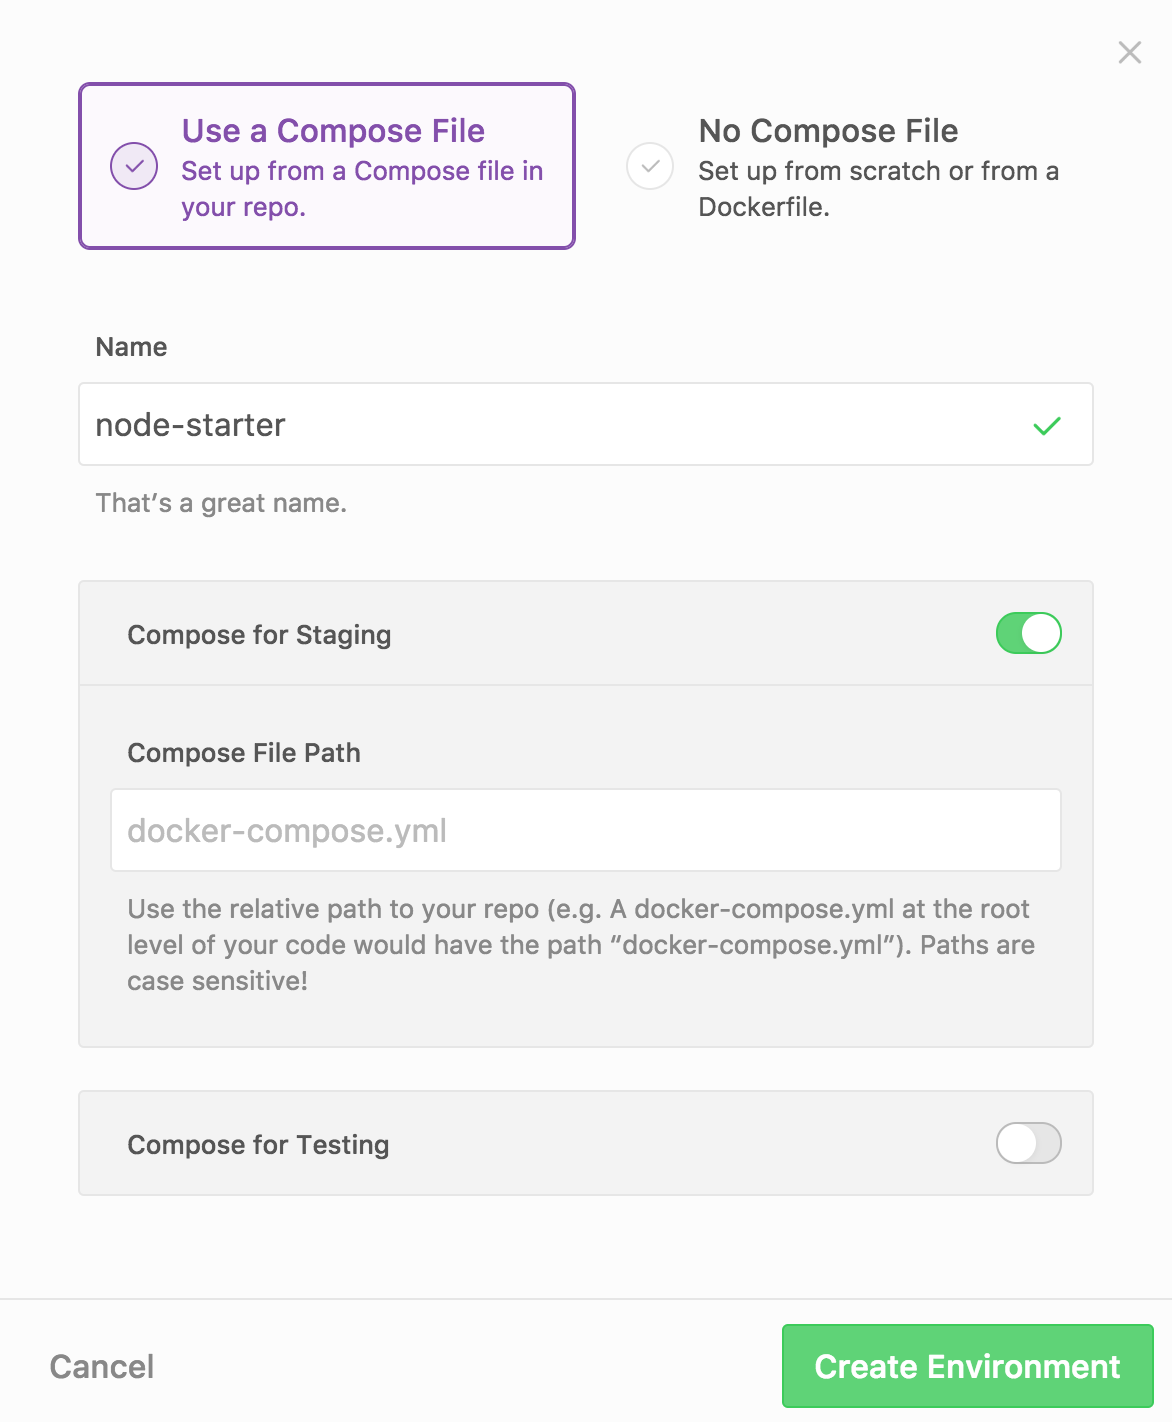 Use a Compose File
Set up from a Compose file in
your repo.
No Compose File
Set up from scratch or from a
Dockerfile.
Name
node-starter
That’s a great name.
Compose for Staging
Compose File Path
docker-compose.yml
Use the relative path to your repo (e.g. A docker-compose.yml at the root
level of your code would have the path “docker-compose.yml”). Paths are
case sensitive!
Compose for Testing
Cancel
Create Environment